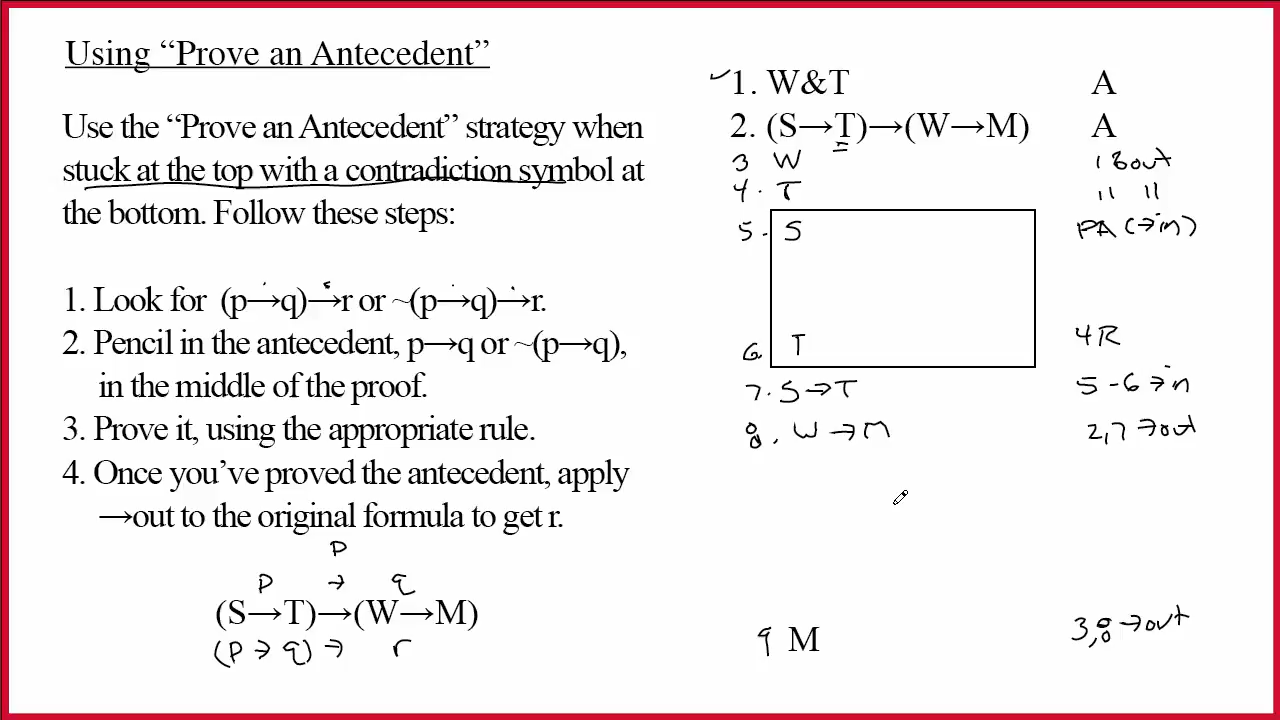 Using “Prove an Antecedent”
Use the “Prove an Antecedent” strategy when
stuck at the top with a contradiction symbol at
the bottom. Follow these steps:
1. Look for (p→q)→r or ~(p→q)→r.
2. Pencil in the antecedent, p→q or ~(p→q),
in the middle of the proof.
3. Prove it, using the appropriate rule.
4. Once you’ve proved the antecedent, apply
→out to the original formula to get r.
p
p → q
(S→T)→(W→M)
(p → q) → r
✓1. W&T A
2. (S→T)→(W→M) A
3 W 1 &out
4. T " "
5. S PA (→in)
6. T 4R
7. S→T 5-6 →in
8. W→M 2,7 →out
9 M 3,8 →out